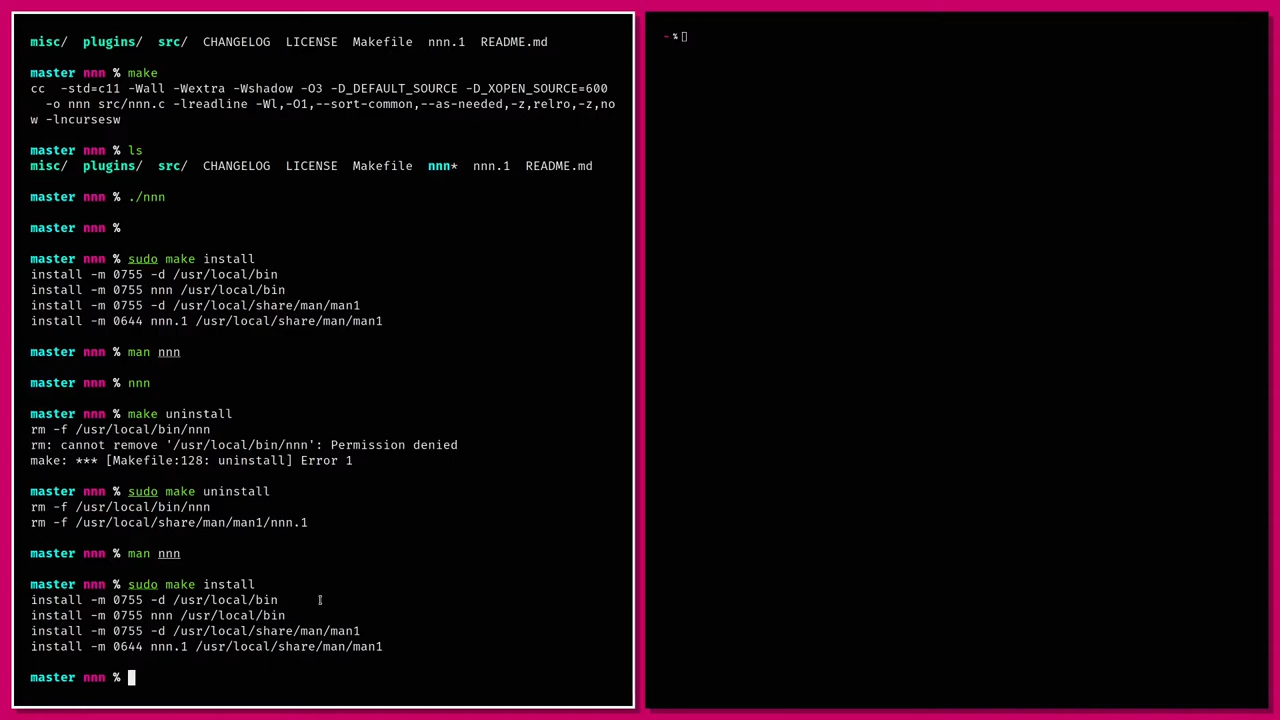 misc/  plugins/  src/  CHANGELOG  LICENSE  Makefile  nnn.1  README.md
master nnn % make
cc  -std=c11 -Wall -Wextra -Wshadow -O3 -D_DEFAULT_SOURCE -D_XOPEN_SOURCE=600
  -o nnn src/nnn.c -lreadline -Wl,-O1,--sort-common,--as-needed,-z,relro,-z,no
w -lncursesw
master nnn % ls
misc/  plugins/  src/  CHANGELOG  LICENSE  Makefile  nnn*  nnn.1  README.md
master nnn % ./nnn
master nnn %
master nnn % sudo make install
install -m 0755 -d /usr/local/bin
install -m 0755 nnn /usr/local/bin
install -m 0755 -d /usr/local/share/man/man1
install -m 0644 nnn.1 /usr/local/share/man/man1
master nnn % man nnn
master nnn % nnn
master nnn % make uninstall
rm -f /usr/local/bin/nnn
rm: cannot remove '/usr/local/bin/nnn': Permission denied
make: *** [Makefile:128: uninstall] Error 1
master nnn % sudo make uninstall
rm -f /usr/local/bin/nnn
rm -f /usr/local/share/man/man1/nnn.1
master nnn % man nnn
master nnn % sudo make install
install -m 0755 -d /usr/local/bin
install -m 0755 nnn /usr/local/bin
install -m 0755 -d /usr/local/share/man/man1
install -m 0644 nnn.1 /usr/local/share/man/man1
master nnn %
~ %